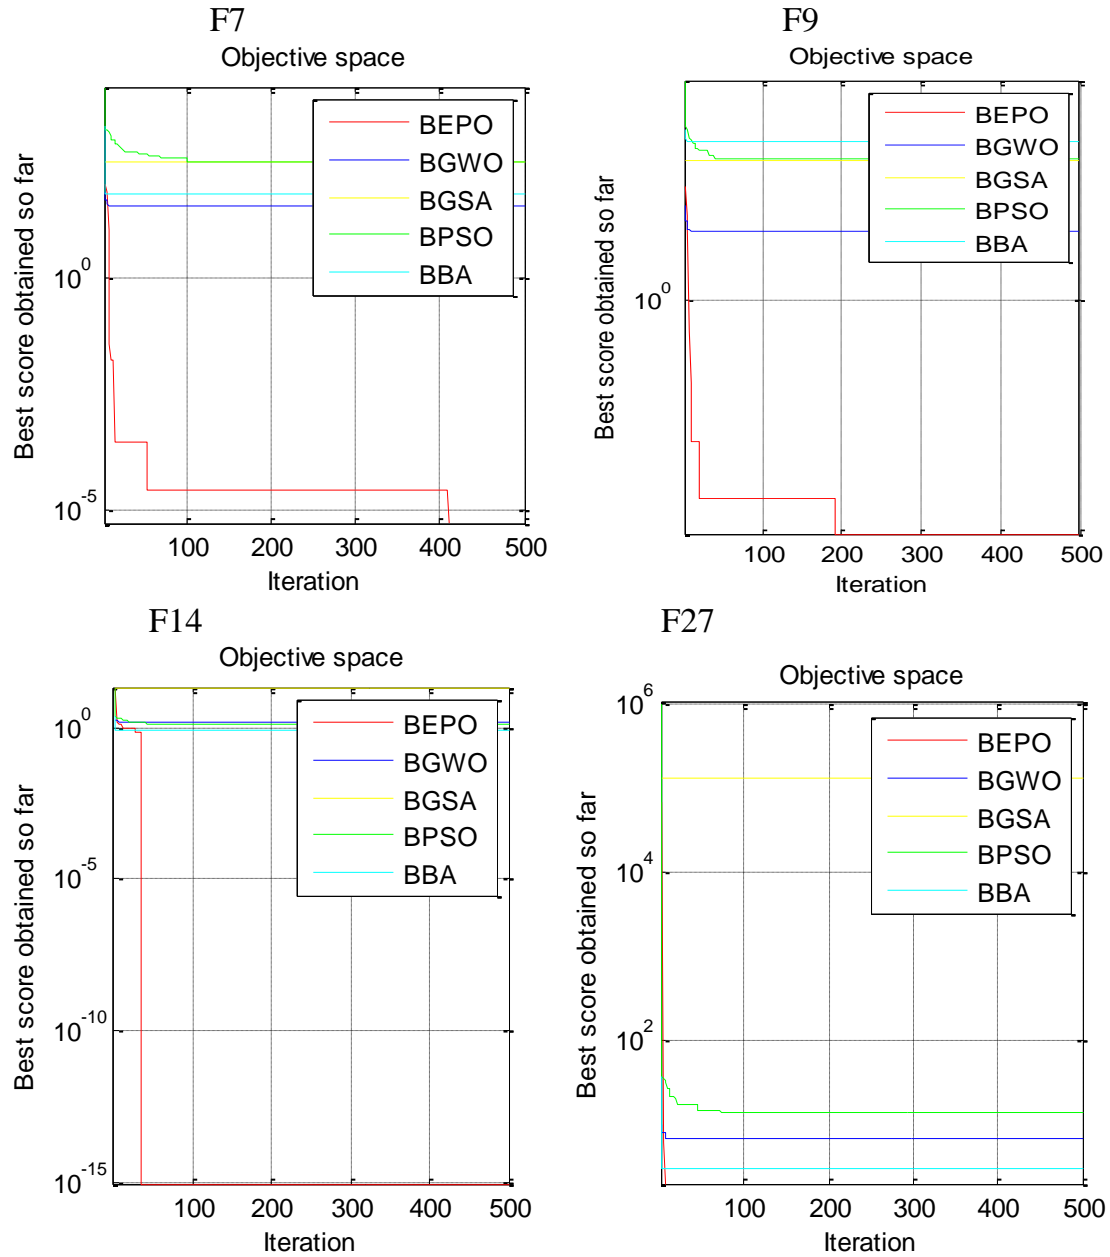 F7
Objective space
Best score obtained so far
10^0
10^-5
100 200 300 400 500
Iteration
BEPO
BGWO
BGSA
BPSO
BBA
F9
Objective space
Best score obtained so far
10^0
100 200 300 400 500
Iteration
BEPO
BGWO
BGSA
BPSO
BBA
F14
Objective space
Best score obtained so far
10^0
10^-5
10^-10
10^-15
100 200 300 400 500
Iteration
BEPO
BGWO
BGSA
BPSO
BBA
F27
Objective space
Best score obtained so far
10^6
10^4
10^2
100 200 300 400 500
Iteration
BEPO
BGWO
BGSA
BPSO
BBA